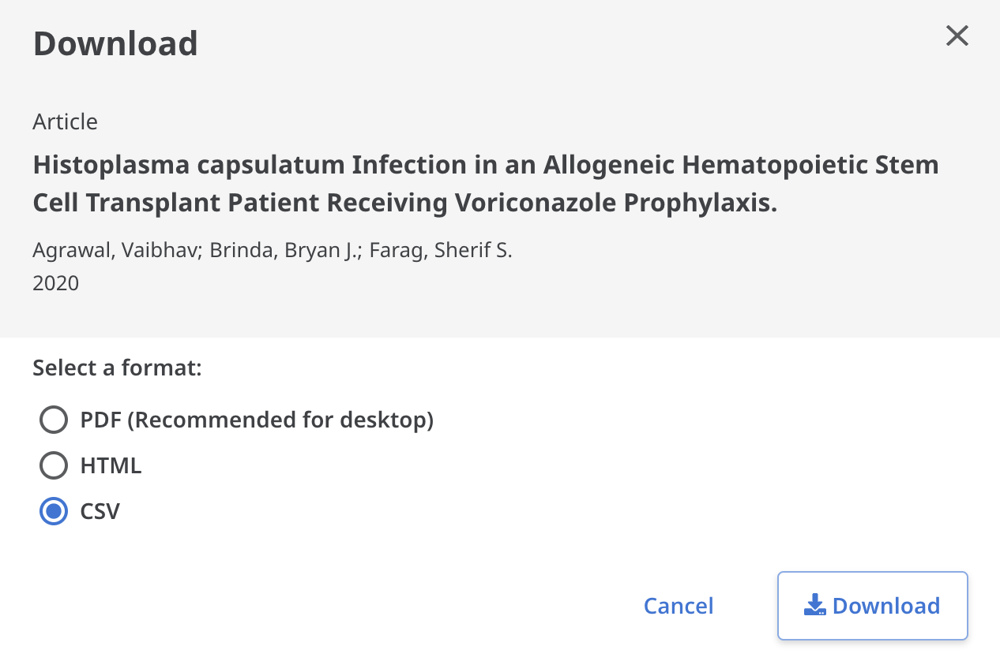 Download
Article
Histoplasma capsulatum Infection in an Allogeneic Hematopoietic Stem
Cell Transplant Patient Receiving Voriconazole Prophylaxis.
Agrawal, Vaibhav; Brinda, Bryan J.; Farag, Sherif S.
2020
Select a format:
PDF (Recommended for desktop)
HTML
CSV
Cancel
Download